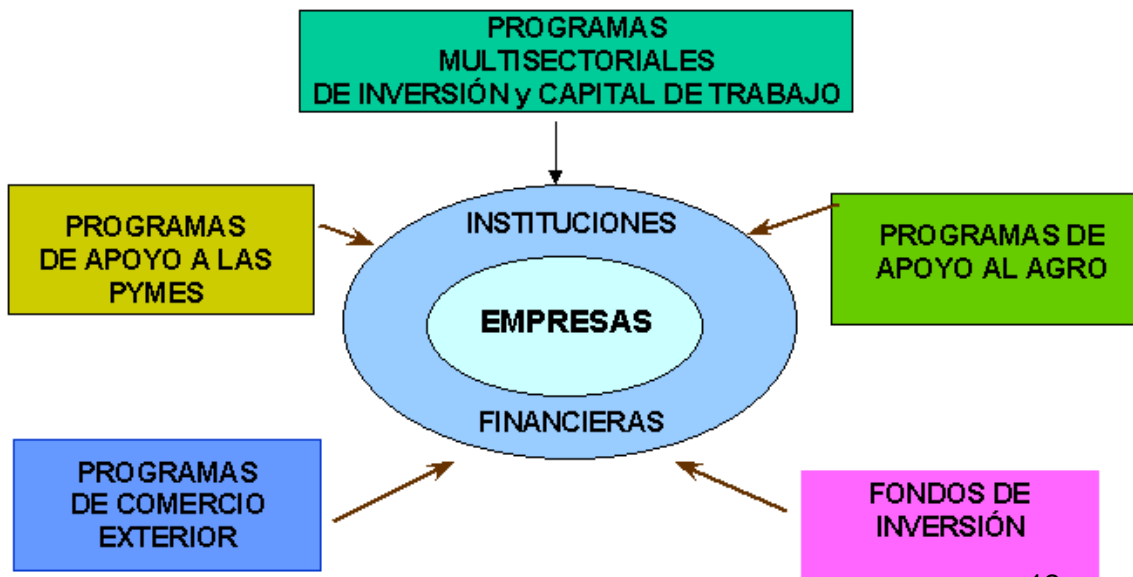 PROGRAMAS
MULTISECTORIALES
DE INVERSIÓN y CAPITAL DE TRABAJO
PROGRAMAS
DE APOYO A LAS
PYMES
INSTITUCIONES
EMPRESAS
FINANCIERAS
PROGRAMAS DE
APOYO AL AGRO
PROGRAMAS
DE COMERCIO
EXTERIOR
FONDOS DE
INVERSIÓN